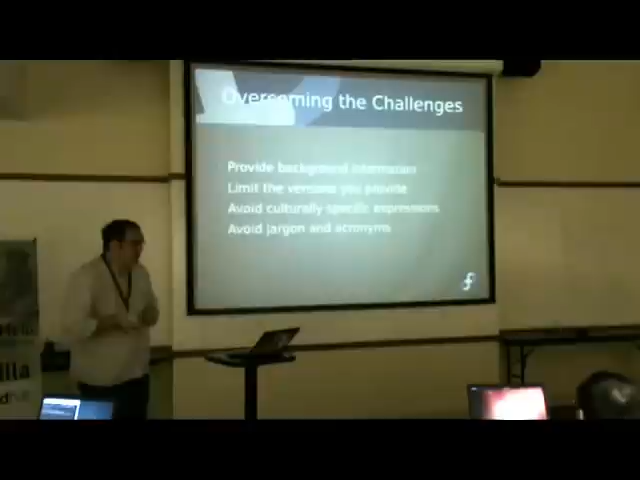 Overcoming the Challenges
Provide background information
Limit the versions you provide
Avoid culturally specific expressions
Avoid jargon and acronyms
illa